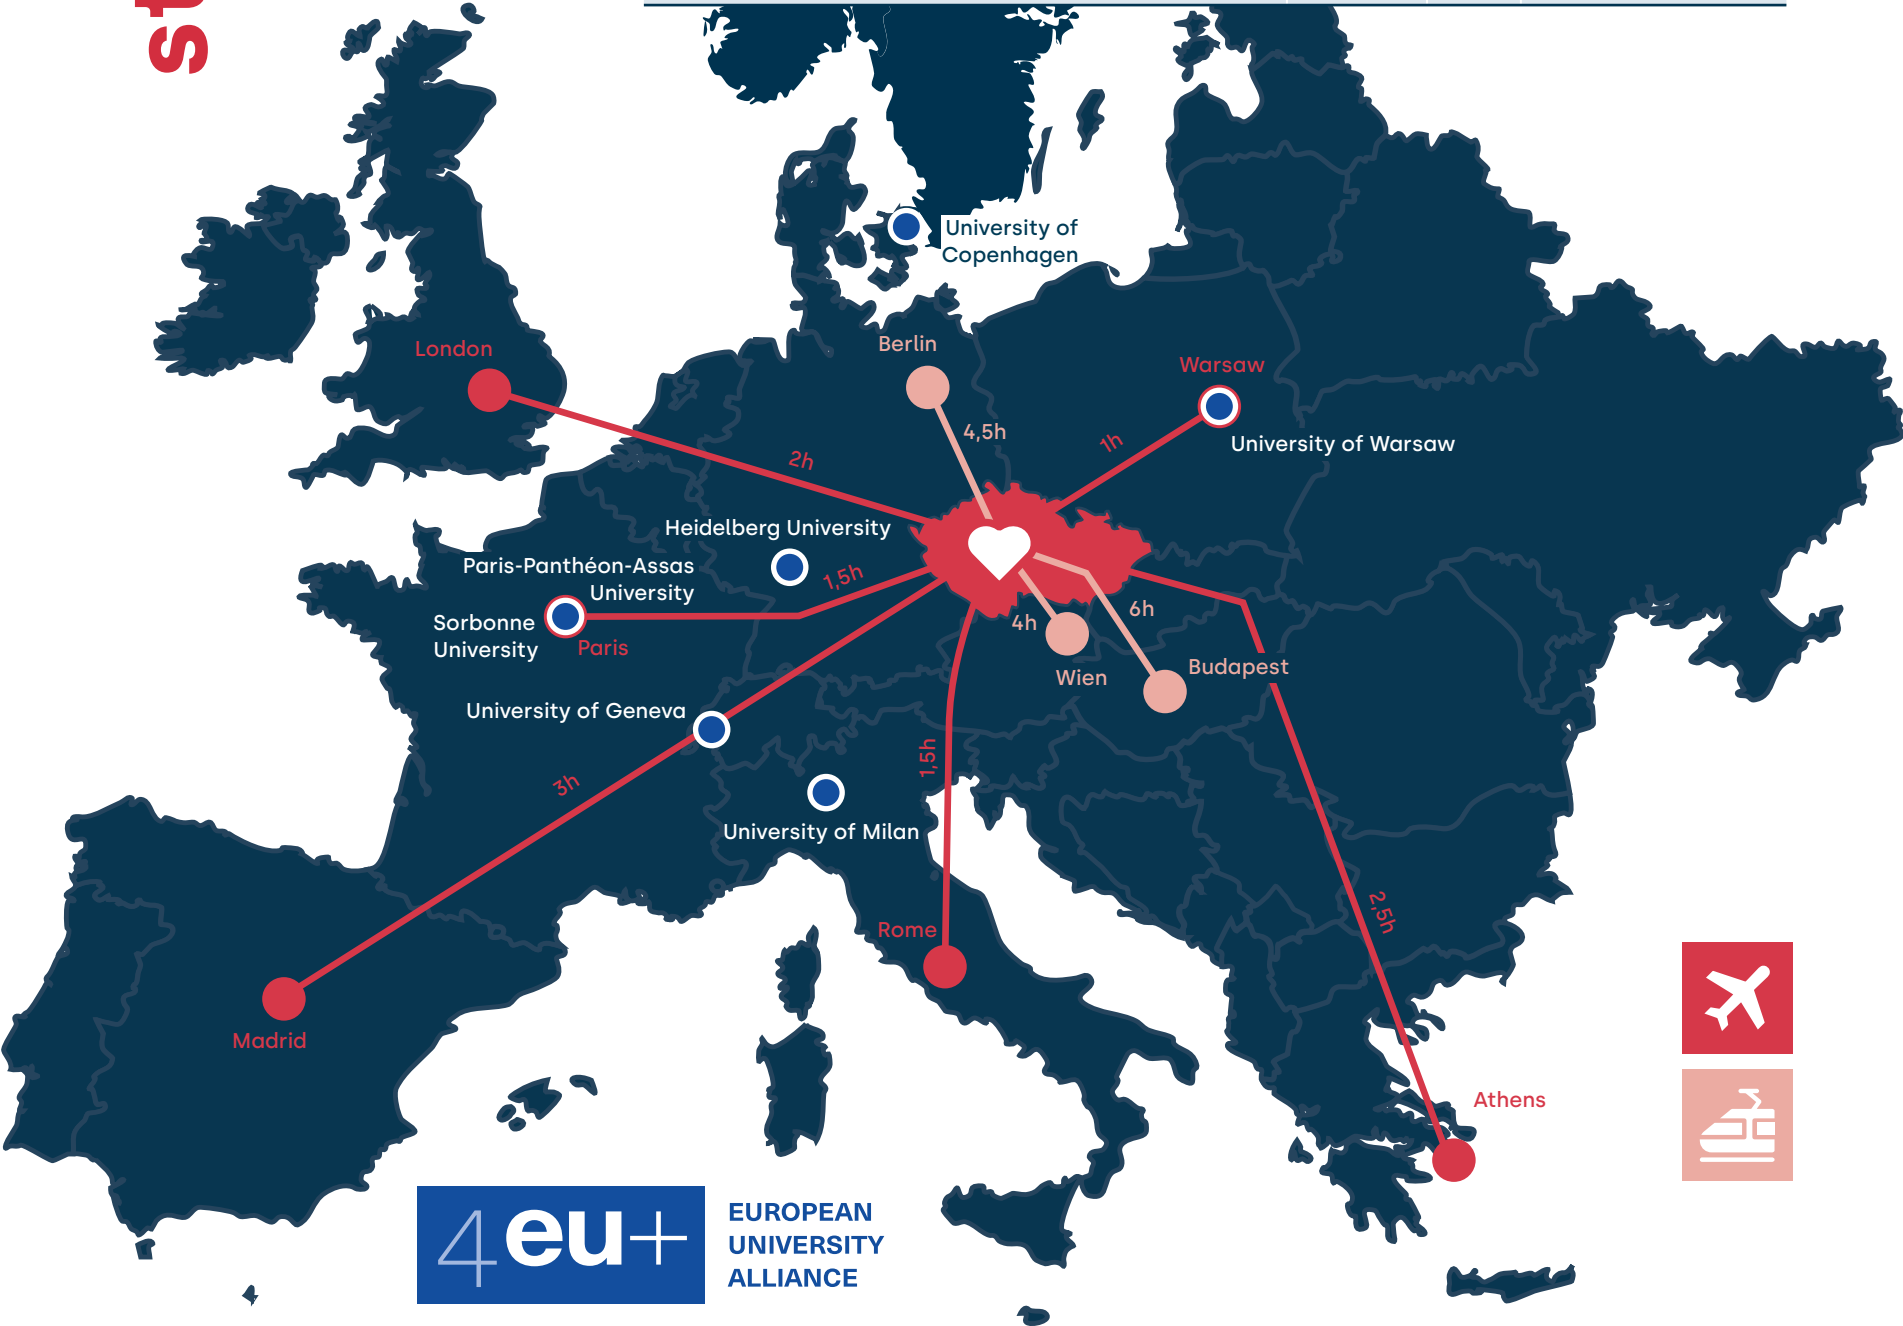 st
University of
Copenhagen
London
Berlin
Warsaw
4,5h
1h
University of Warsaw
2h
Heidelberg University
Paris-Panthéon-Assas
University
1,5h
Sorbonne
University
Paris
4h
6h
Wien
Budapest
University of Geneva
1,5h
3h
University of Milan
2,5h
Rome
Madrid
Athens
4eu+
EUROPEAN
UNIVERSITY
ALLIANCE